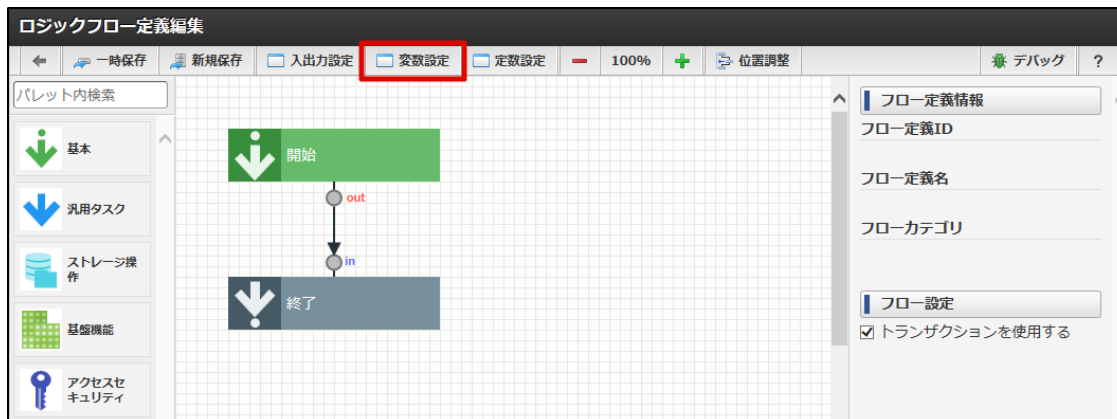 ロジックフロー定義編集
一時保存 新規保存 入出力設定 変数設定 定数設定 100% 位置調整 デバッグ ?
パレット内検索
基本
汎用タスク
ストレージ操
作
基盤機能
アクセスセ
キュリティ
開始
out
in
終了
フロー定義情報
フロー定義ID
フロー定義名
フローカテゴリ
フロー設定
トランザクションを使用する